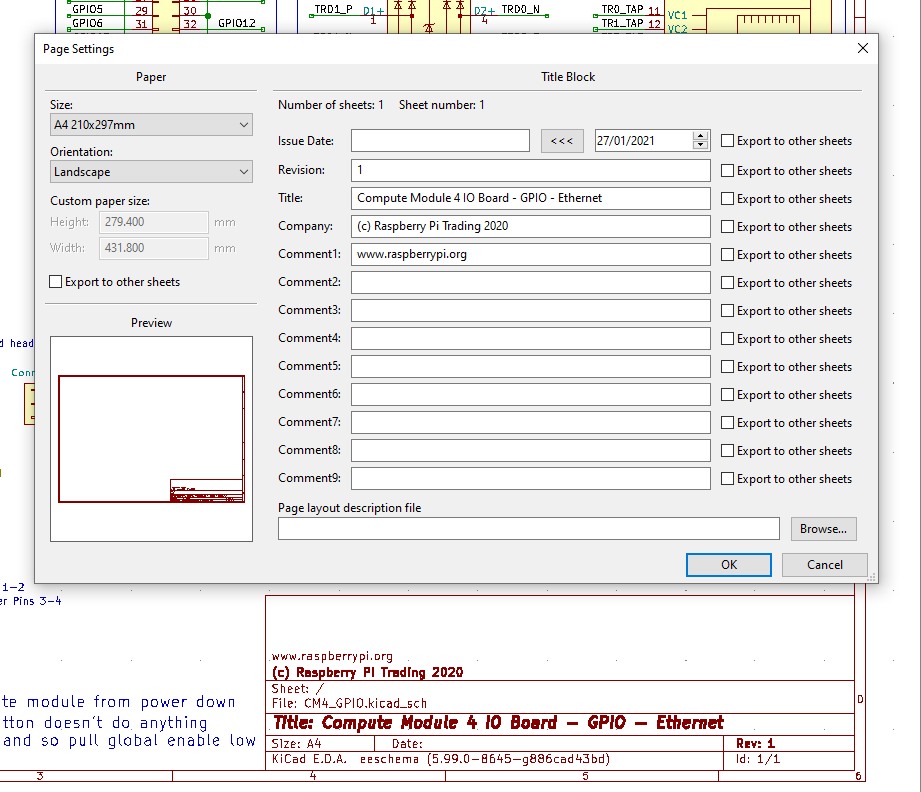 GPIO5 29 30
GPIO6 31 32 GPIO12
TRD1_P D1+ 1
D2+ 4 TRD0_N
TR0_TAP 11 VC1
TR1_TAP 12 VC2
Page Settings
Paper
Title Block
Size:
A4 210x297mm
Orientation:
Landscape
Custom paper size:
Height: 279.400 mm
Width: 431.800 mm
Export to other sheets
Preview
Number of sheets: 1 Sheet number: 1
Issue Date: <<< 27/01/2021 Export to other sheets
Revision: 1 Export to other sheets
Title: Compute Module 4 IO Board - GPIO - Ethernet Export to other sheets
Company: (c) Raspberry Pi Trading 2020 Export to other sheets
Comment1: www.raspberrypi.org Export to other sheets
Comment2: Export to other sheets
Comment3: Export to other sheets
Comment4: Export to other sheets
Comment5: Export to other sheets
Comment6: Export to other sheets
Comment7: Export to other sheets
Comment8: Export to other sheets
Comment9: Export to other sheets
Page layout description file
Browse...
OK Cancel
d head
Conn
1-2
er Pins 3-4
te module from power down
tton doesn't do anything
and so pull global enable low
www.raspberrypi.org
(c) Raspberry Pi Trading 2020
Sheet: /
File: CM4_GPIO.kicad_sch
Title: Compute Module 4 IO Board - GPIO - Ethernet
Size: A4 Date: Rev: 1
KiCad E.D.A. eeschema (5.99.0-8645-g886cad43bd) Id: 1/1
D
3 4 5 6